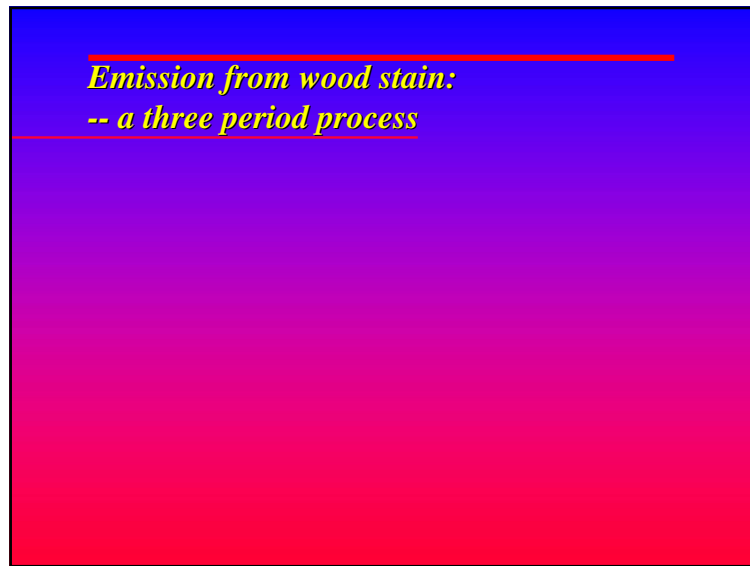 Emission from wood stain:
-- a three period process